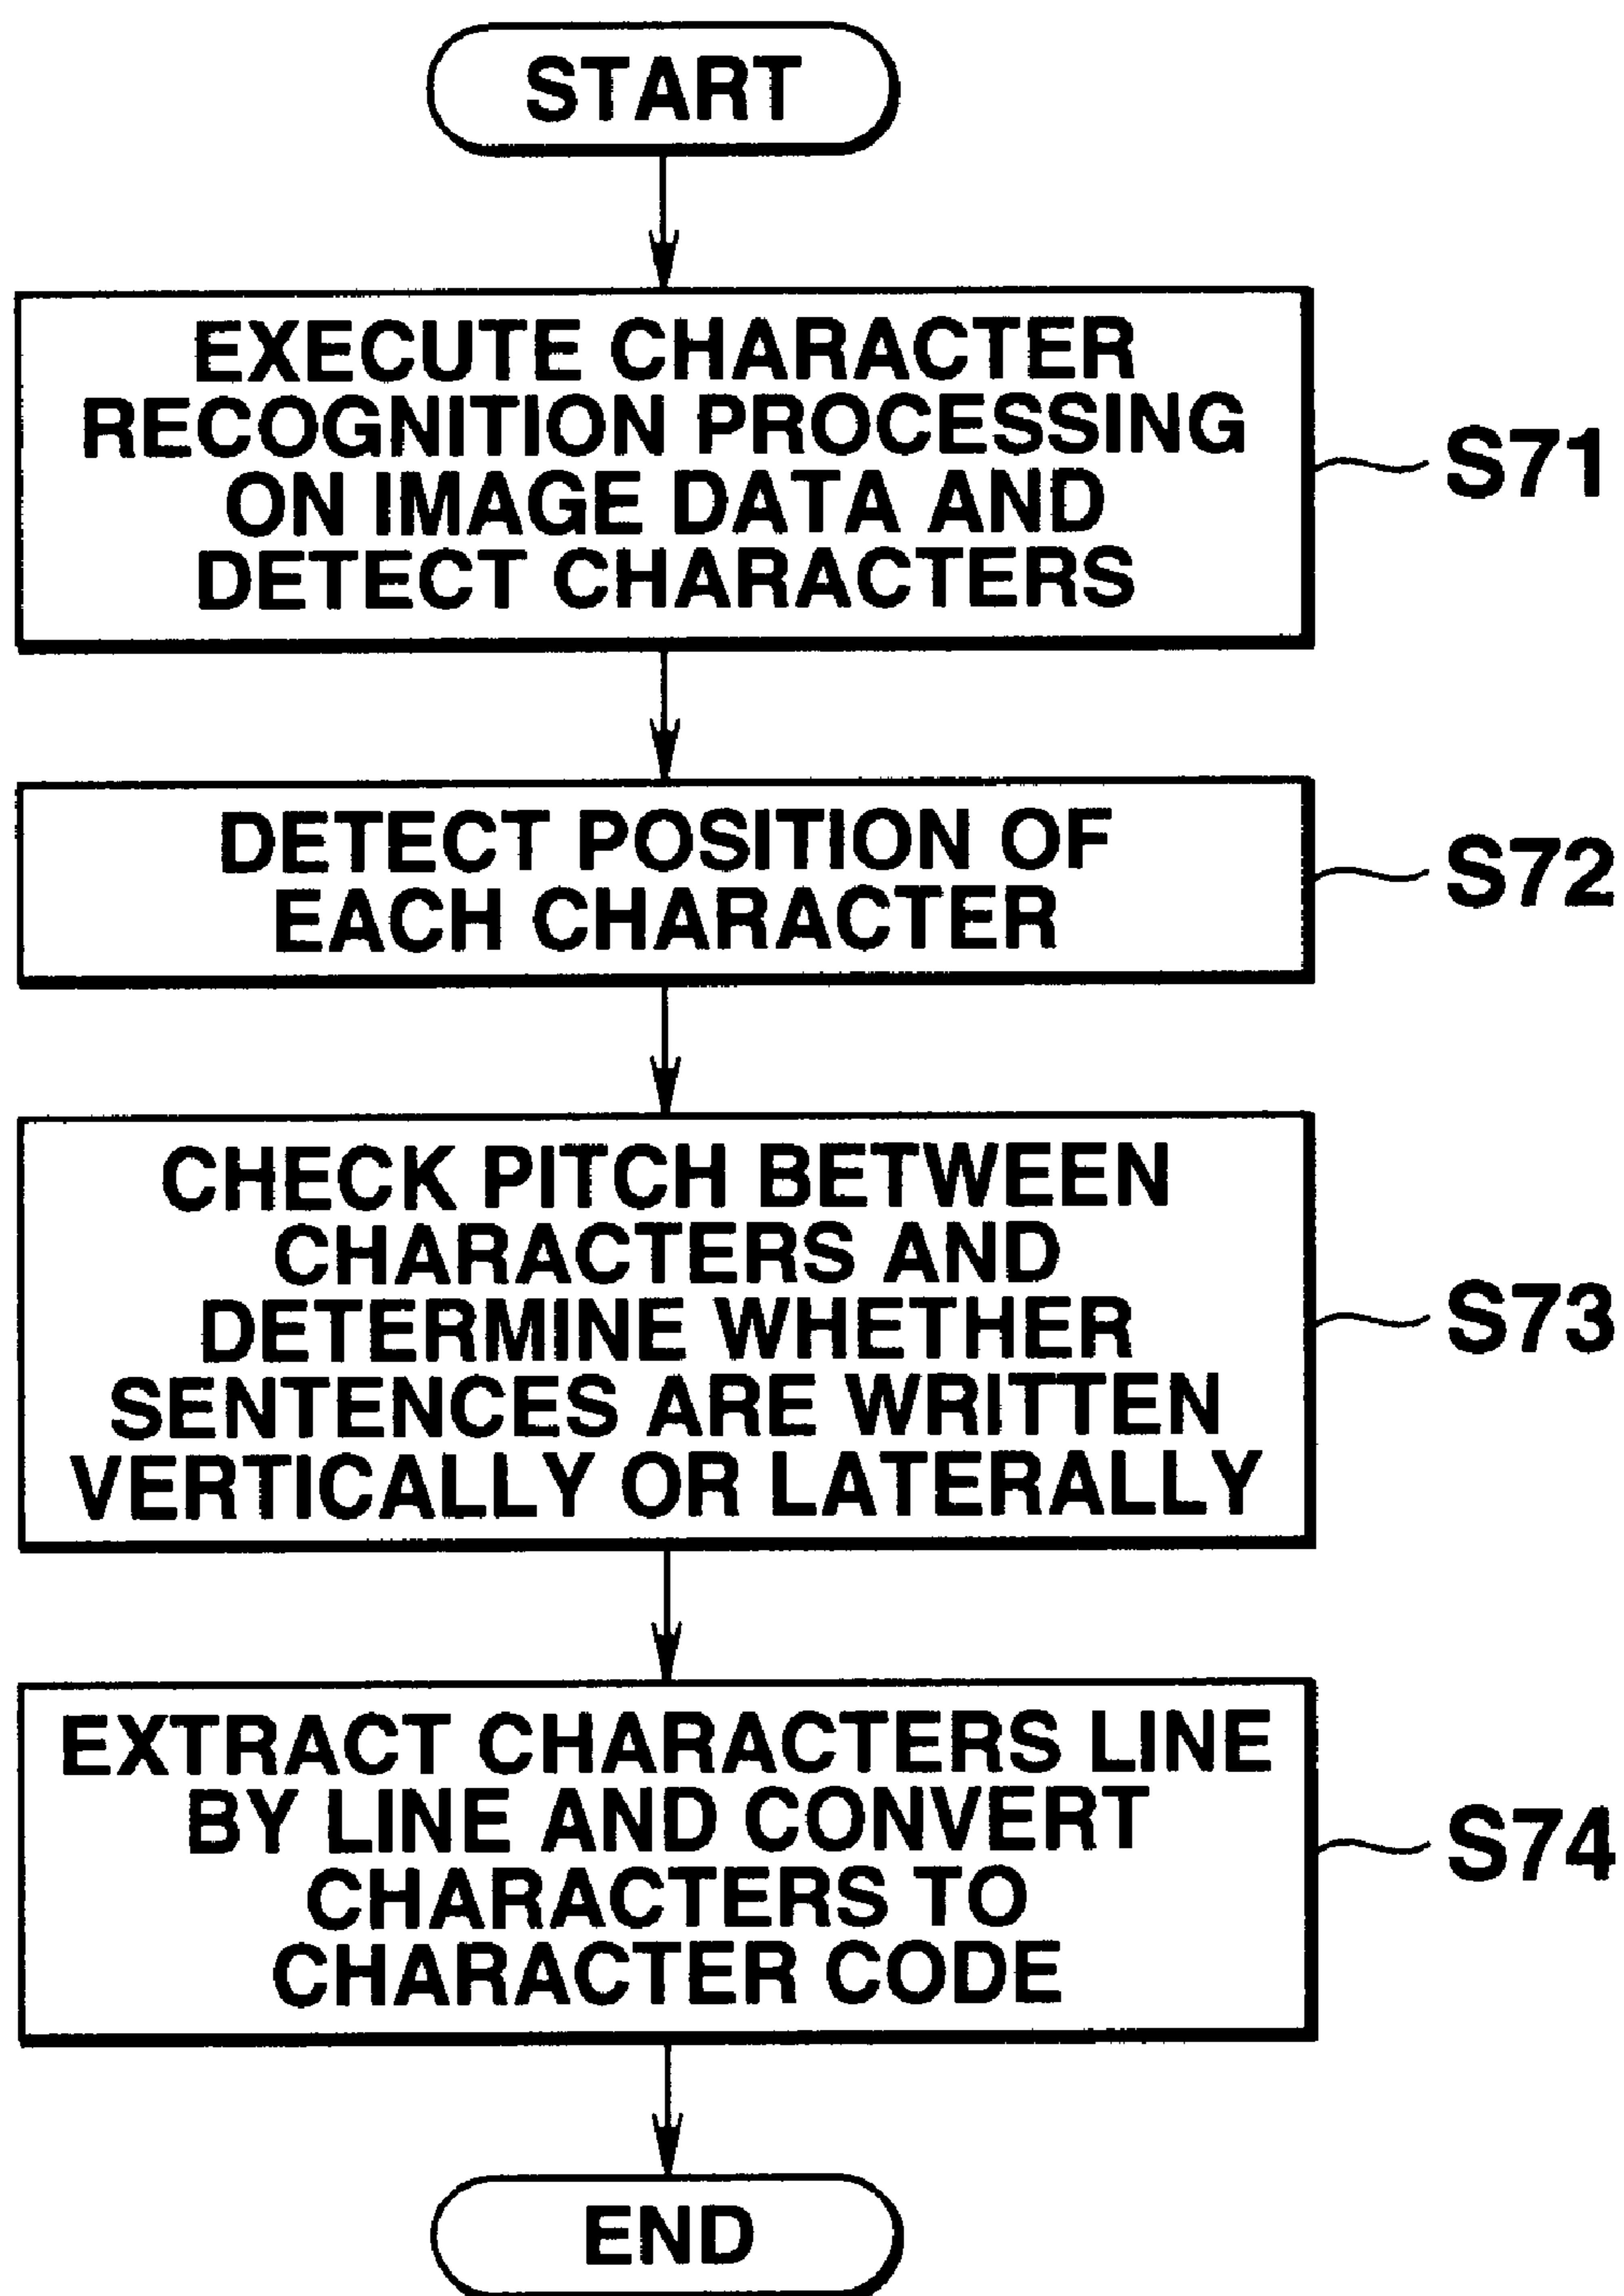 START
EXECUTE CHARACTER
RECOGNITION PROCESSING
ON IMAGE DATA AND
DETECT CHARACTERS
S71
DETECT POSITION OF
EACH CHARACTER
S72
CHECK PITCH BETWEEN
CHARACTERS AND
DETERMINE WHETHER
SENTENCES ARE WRITTEN
VERTICALLY OR LATERALLY
S73
EXTRACT CHARACTERS LINE
BY LINE AND CONVERT
CHARACTERS TO
CHARACTER CODE
S74
END